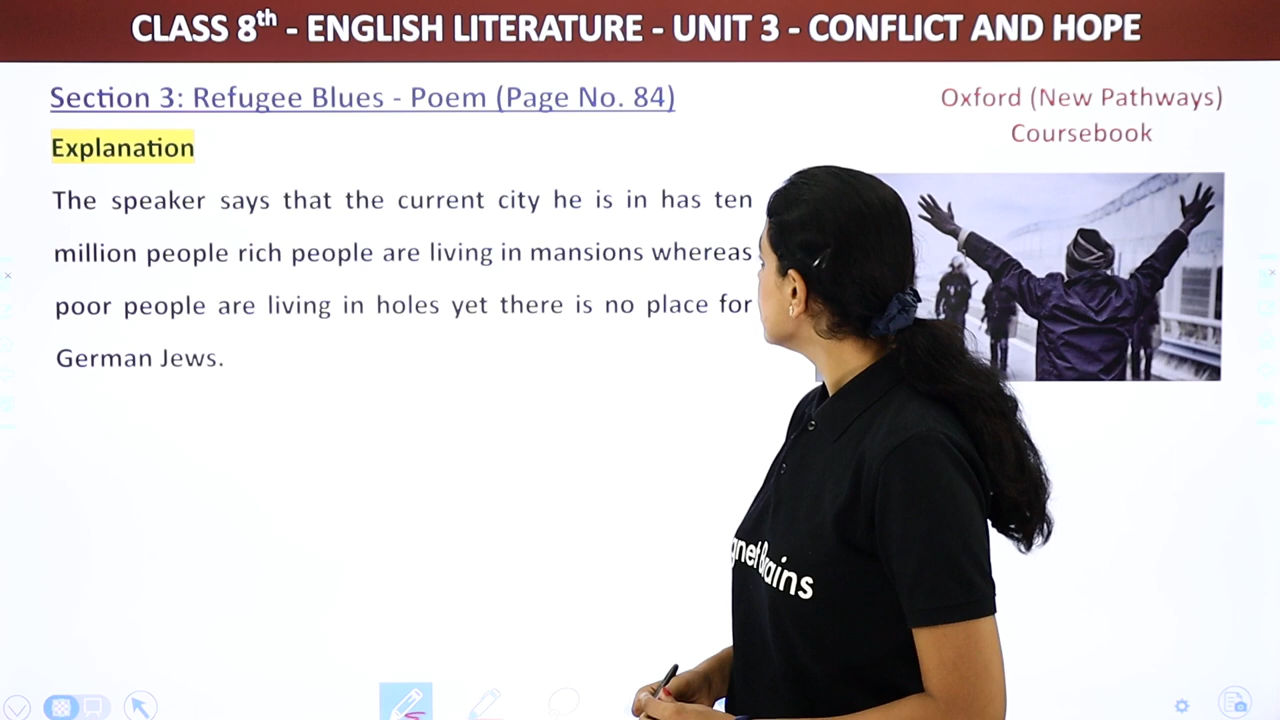 CLASS 8th - ENGLISH LITERATURE - UNIT 3 - CONFLICT AND HOPE
Section 3: Refugee Blues - Poem (Page No. 84)
Oxford (New Pathways)
Coursebook
Explanation
The speaker says that the current city he is in has ten
million people rich people are living in mansions whereas
poor people are living in holes yet there is no place for
German Jews.
gnet Brains